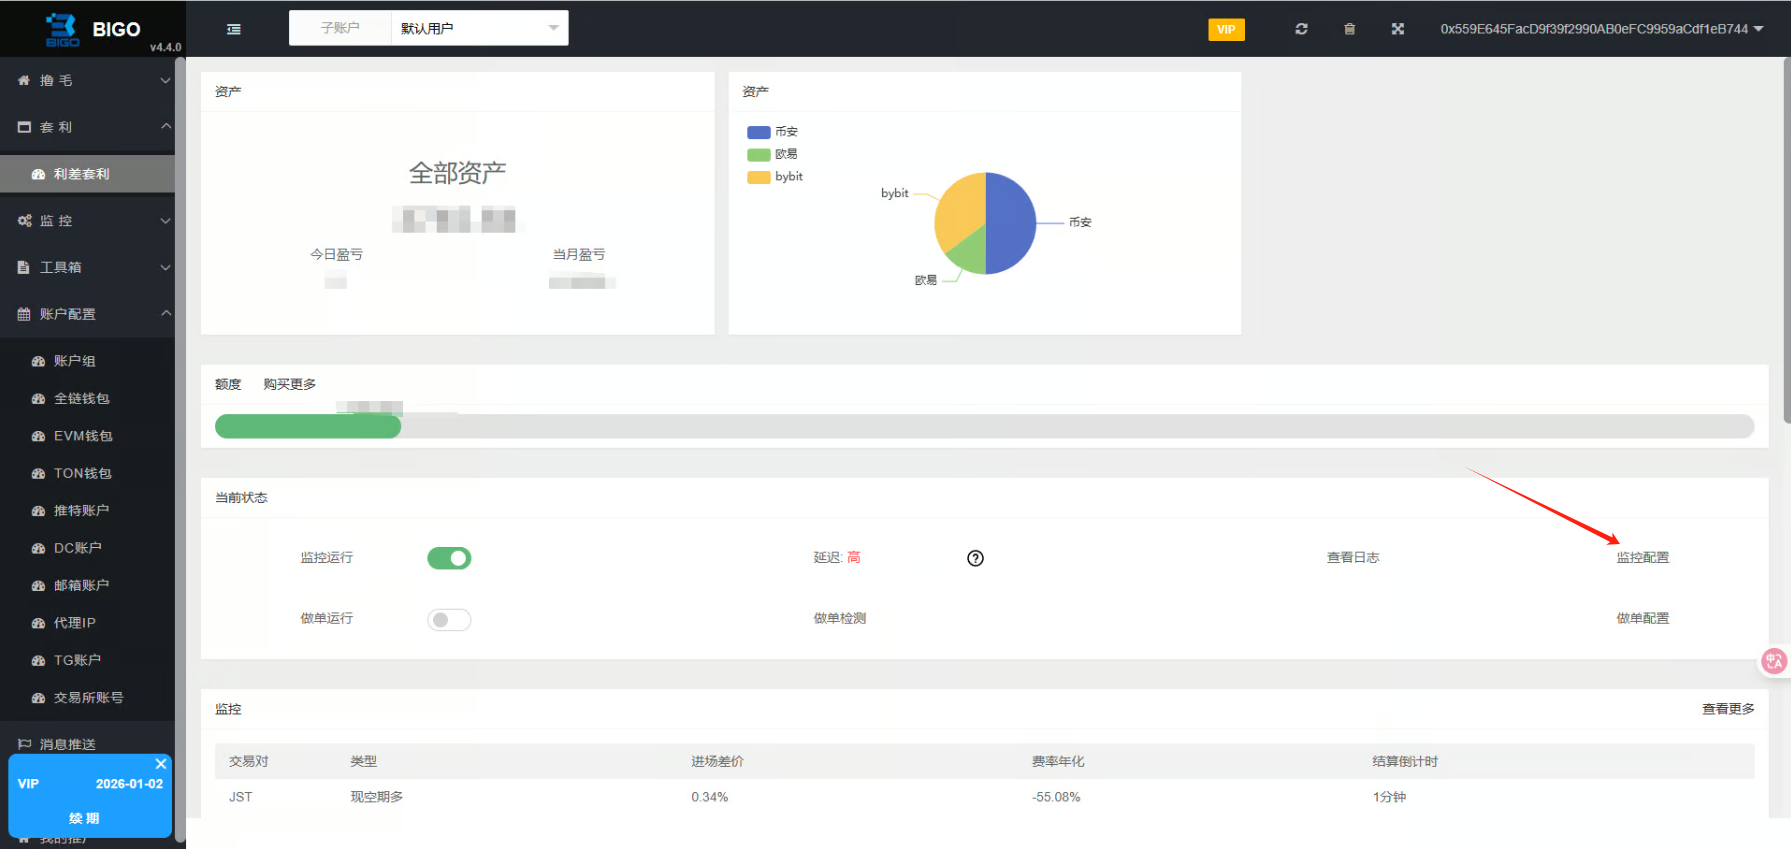 BIGO
BIGO
v4.4.0
子账户
默认用户
VIP
0x559E645FacD9f39f2990AB0eFC9959aCdf1eB744
撸 毛
套 利
利差套利
监 控
工具箱
账户配置
账户组
全链钱包
EVM钱包
TON钱包
推特账户
DC账户
邮箱账户
代理IP
TG账户
交易所账号
消息推送
VIP
2026-01-02
续 期
我的推广
资产
全部资产
今日盈亏
当月盈亏
资产
币安
欧易
bybit
bybit
币安
欧易
额度
购买更多
当前状态
监控运行
延迟: 高
查看日志
监控配置
做单运行
做单检测
做单配置
监控
查看更多
交易对
类型
进场差价
费率年化
结算倒计时
JST
现空期多
0.34%
-55.08%
1分钟